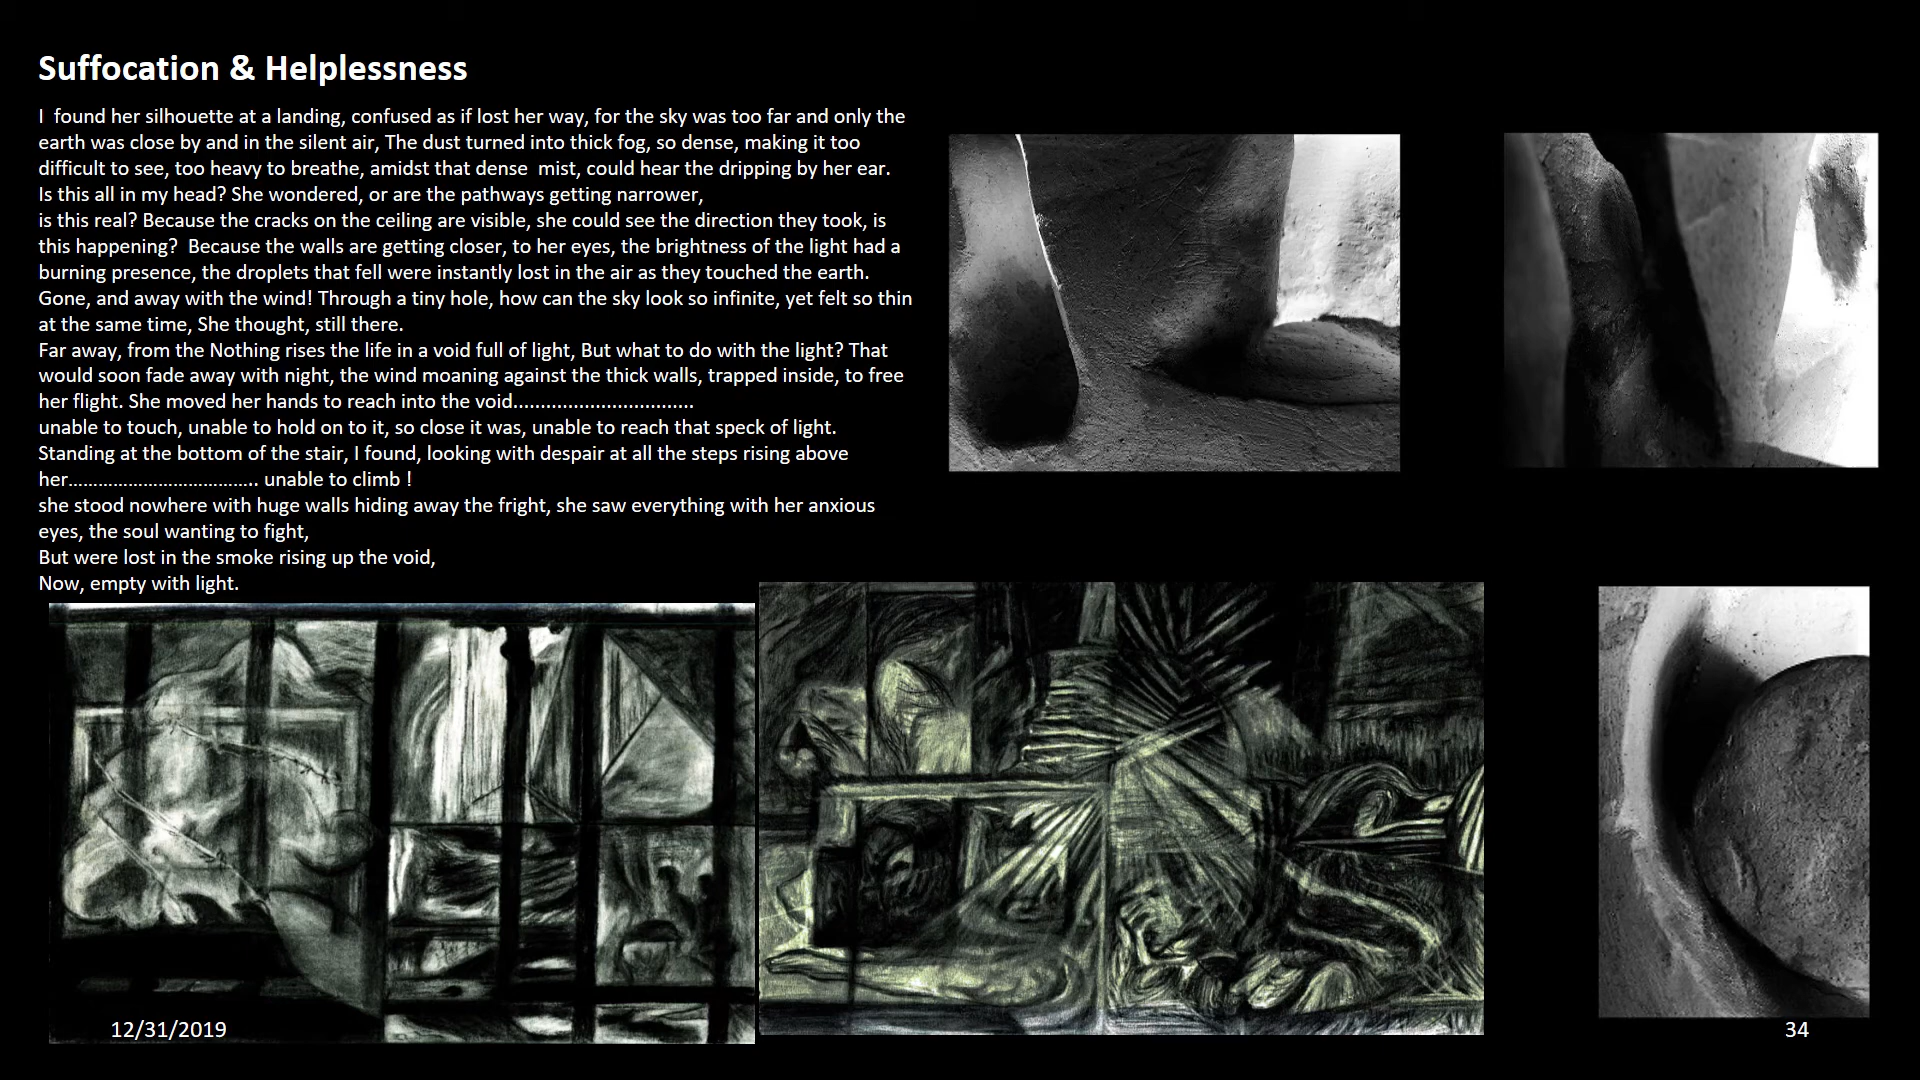 Suffocation & Helplessness
I  found her silhouette at a landing, confused as if lost her way, for the sky was too far and only the
earth was close by and in the silent air, The dust turned into thick fog, so dense, making it too
difficult to see, too heavy to breathe, amidst that dense  mist, could hear the dripping by her ear.
Is this all in my head? She wondered, or are the pathways getting narrower,
is this real? Because the cracks on the ceiling are visible, she could see the direction they took, is
this happening?  Because the walls are getting closer, to her eyes, the brightness of the light had a
burning presence, the droplets that fell were instantly lost in the air as they touched the earth.
Gone, and away with the wind! Through a tiny hole, how can the sky look so infinite, yet felt so thin
at the same time, She thought, still there.
Far away, from the Nothing rises the life in a void full of light, But what to do with the light? That
would soon fade away with night, the wind moaning against the thick walls, trapped inside, to free
her flight. She moved her hands to reach into the void.................................
unable to touch, unable to hold on to it, so close it was, unable to reach that speck of light.
Standing at the bottom of the stair, I found, looking with despair at all the steps rising above
her……………………………….. unable to climb !
she stood nowhere with huge walls hiding away the fright, she saw everything with her anxious
eyes, the soul wanting to fight,
But were lost in the smoke rising up the void,
Now, empty with light.
12/31/2019
34